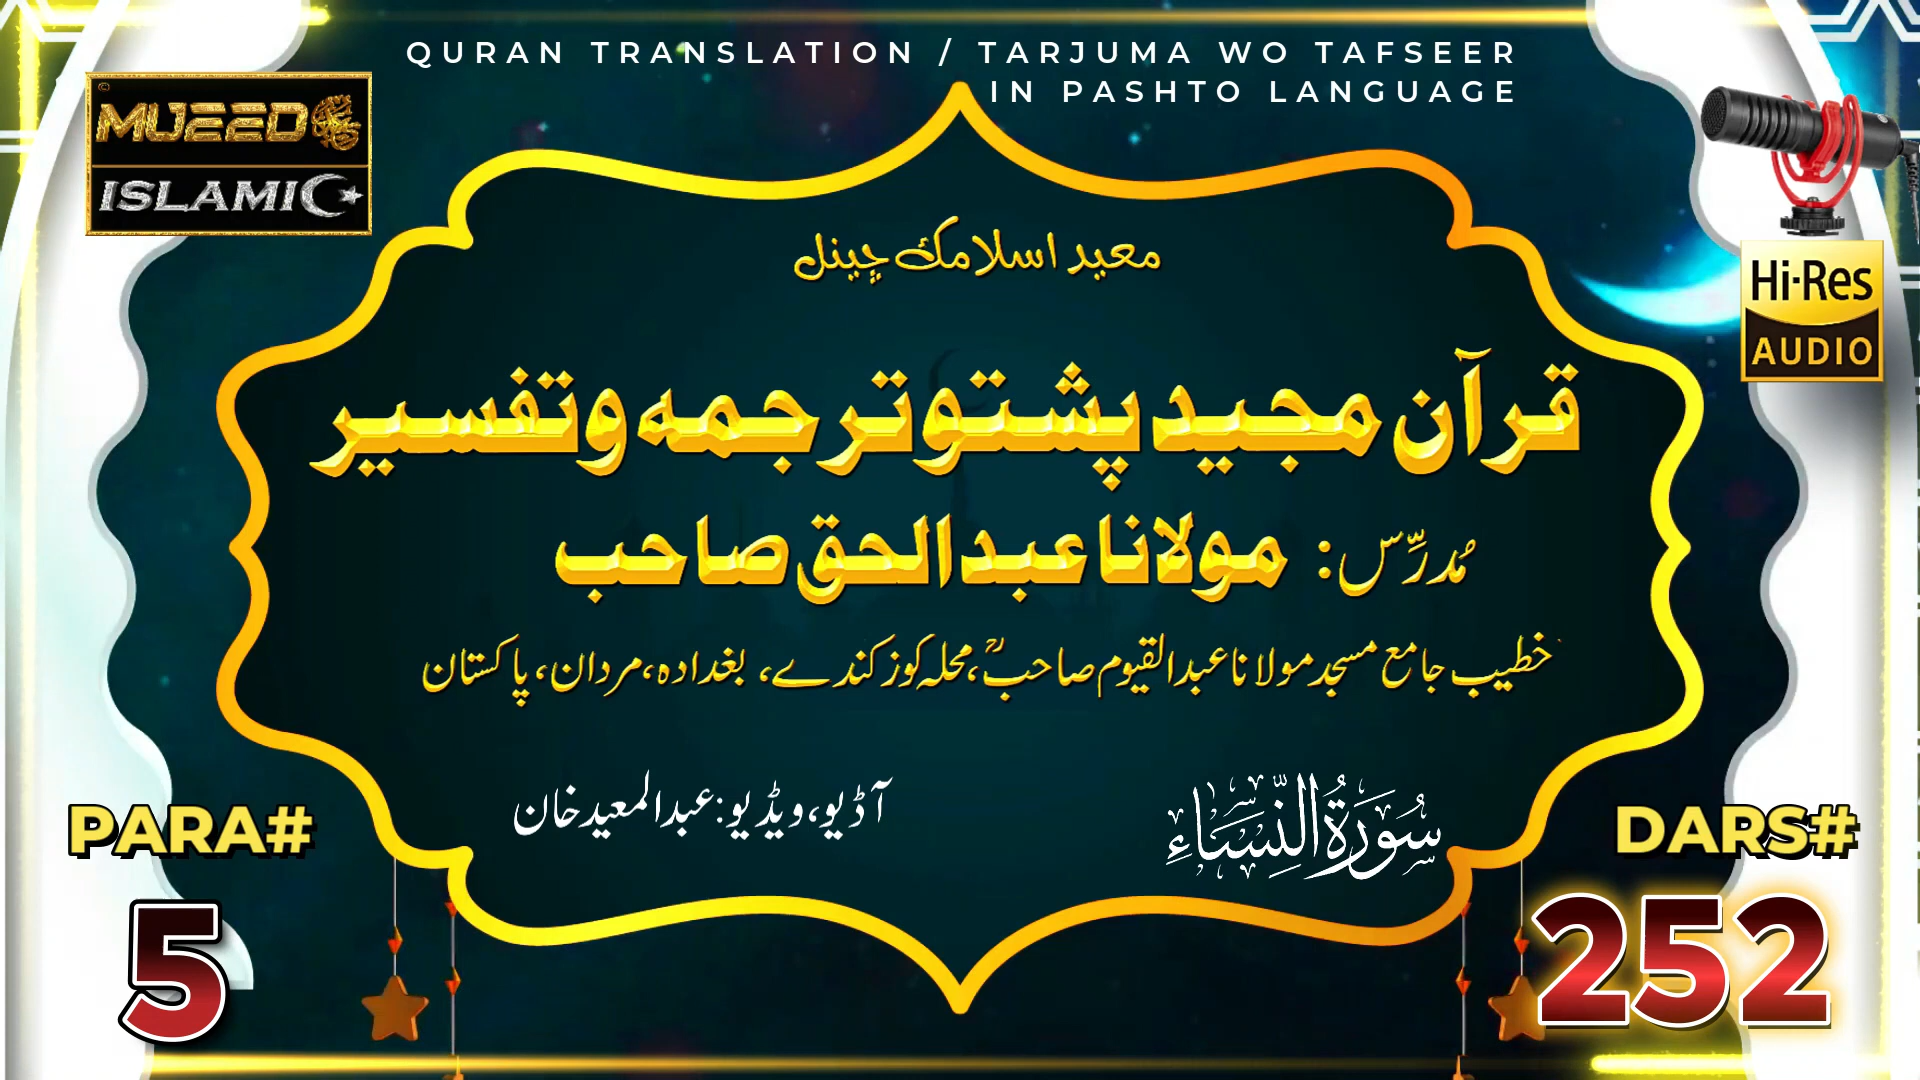 QURAN TRANSLATION / TARJUMA WO TAFSEER
IN PASHTO LANGUAGE
© MUEED
ISLAMIC
Hi-Res
AUDIO
معید اسلامک چینل
قرآن مجید پشتو ترجمه و تفسیر
مُدرِّس: مولانا عبدالحق صاحب
خطیب جامع مسجد مولانا عبدالقیوم صاحبؒ، محلہ کوز کندے، بغدادہ، مردان، پاکستان
سُورَةُ النِّسَاء
آڈیو، ویڈیو: عبدالمعید خان
PARA#
5
DARS#
252